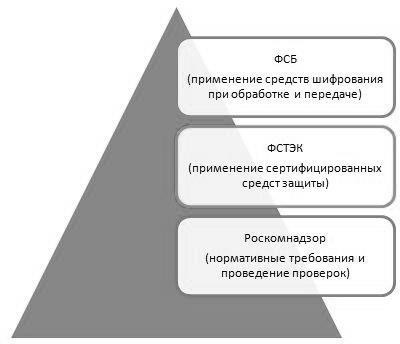 ФСБ
(применение средств шифрования
при обработке и передаче)
ФСТЭК
(применение сертифицированных
средст защиты)
Роскомнадзор
(нормативные требования и
проведение проверок)